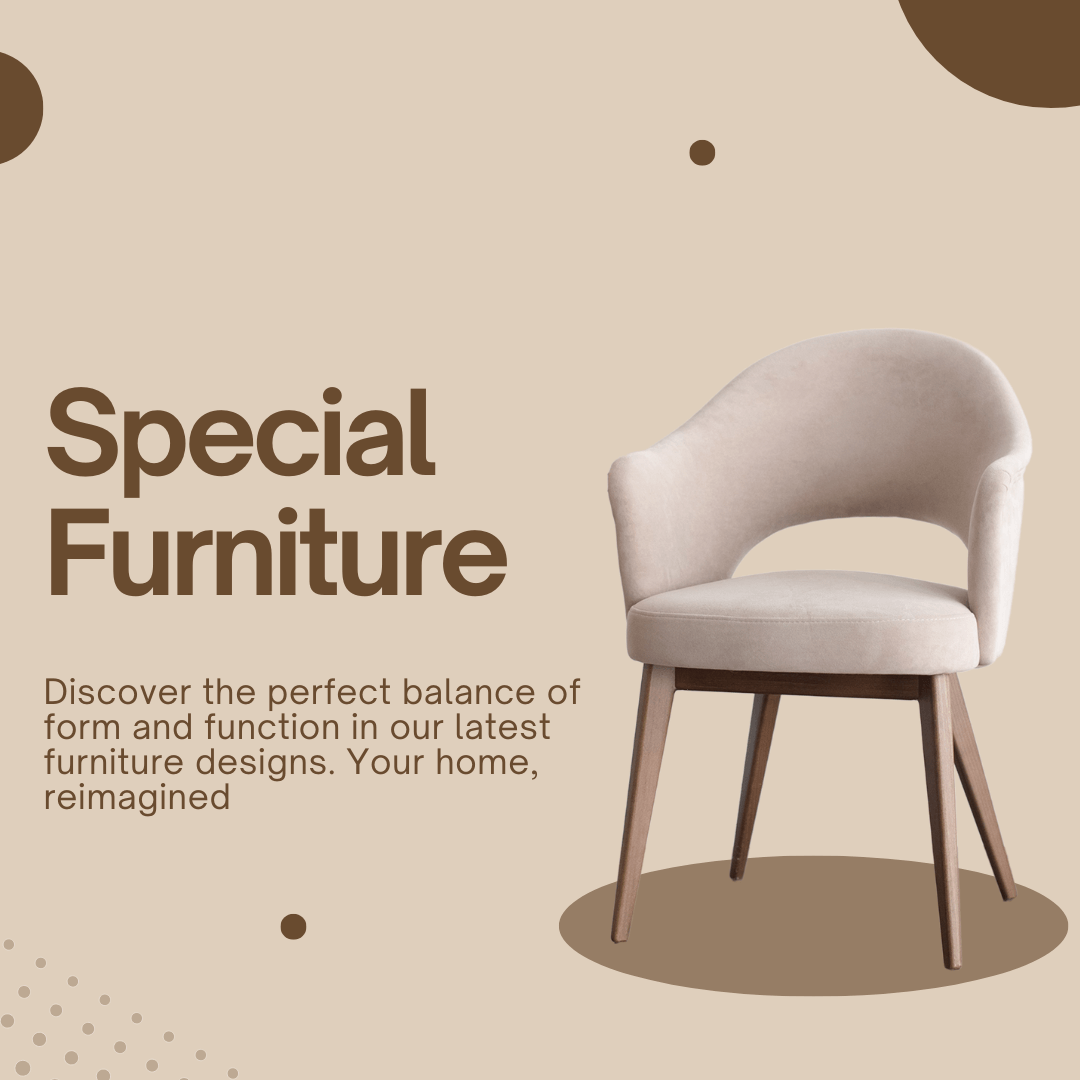 Special
Furniture
Discover the perfect balance of
form and function in our latest
furniture designs. Your home,
reimagined